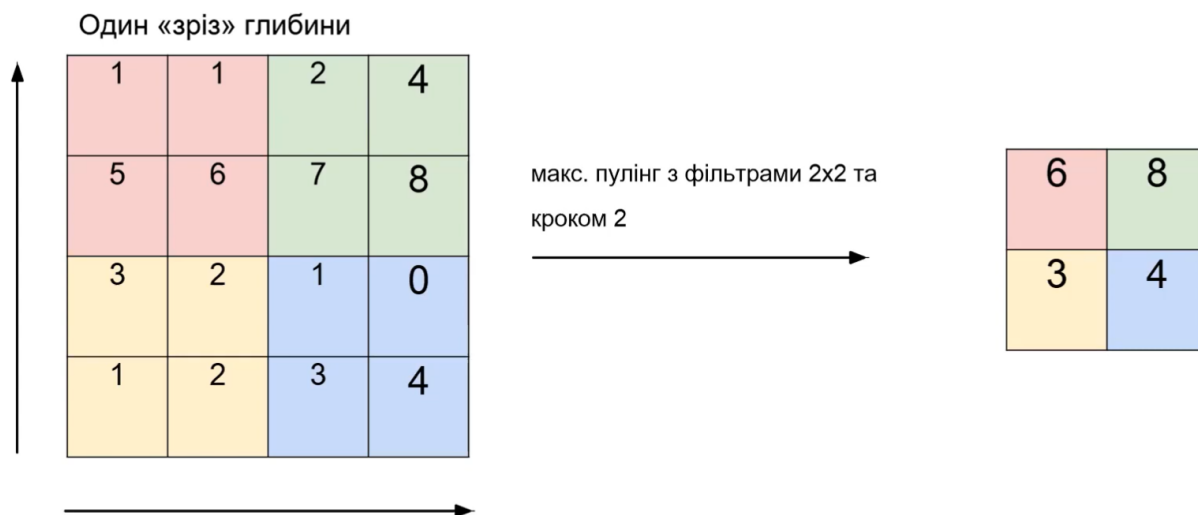 Один «зріз» глибини
1 1 2 4
5 6 7 8
3 2 1 0
1 2 3 4
макс. пулінг з фільтрами 2x2 та
кроком 2
6 8
3 4